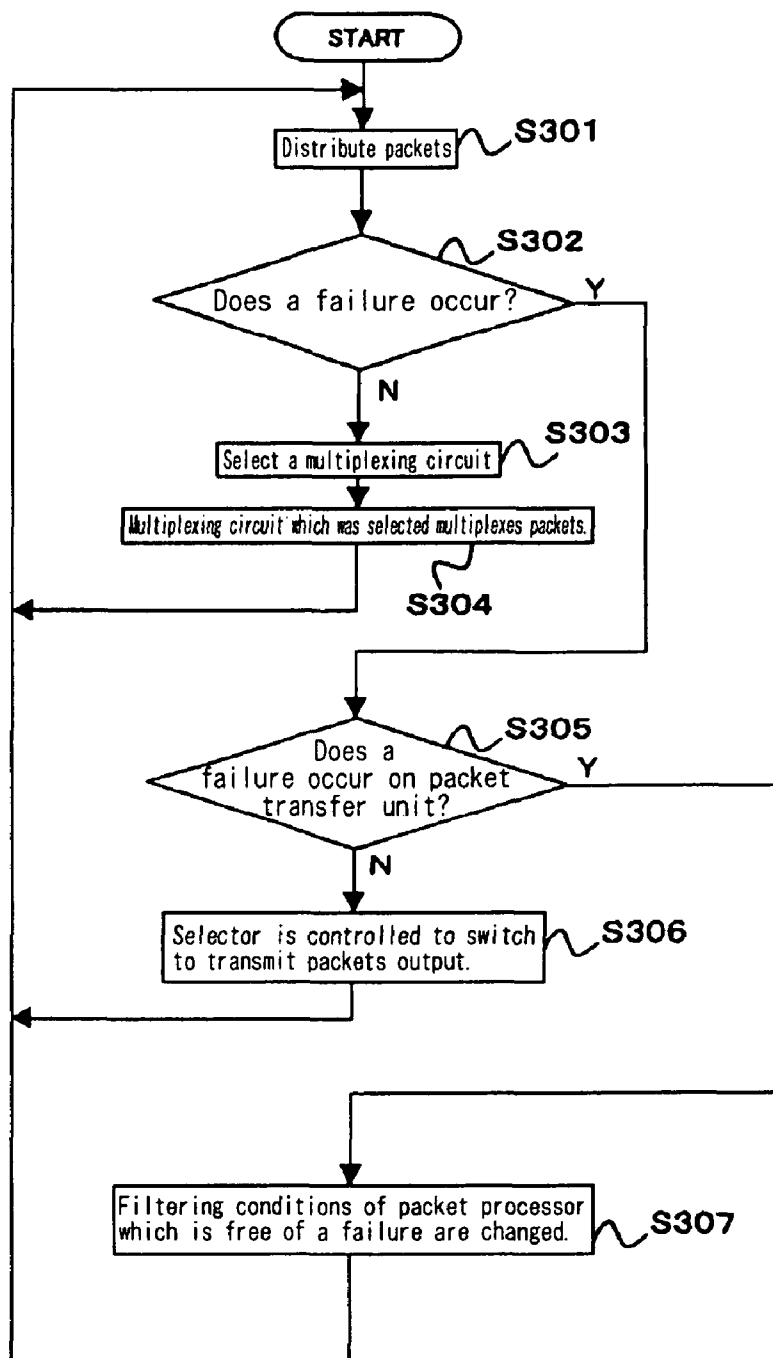 START
Distribute packets
S301
S302
Does a failure occur?
Y
N
S303
Select a multiplexing circuit
Multiplexing circuit which was selected multiplexes packets.
S304
S305
Does a
failure occur on packet
transfer unit?
Y
N
Selector is controlled to switch
to transmit packets output.
S306
Filtering conditions of packet processor
which is free of a failure are changed.
S307